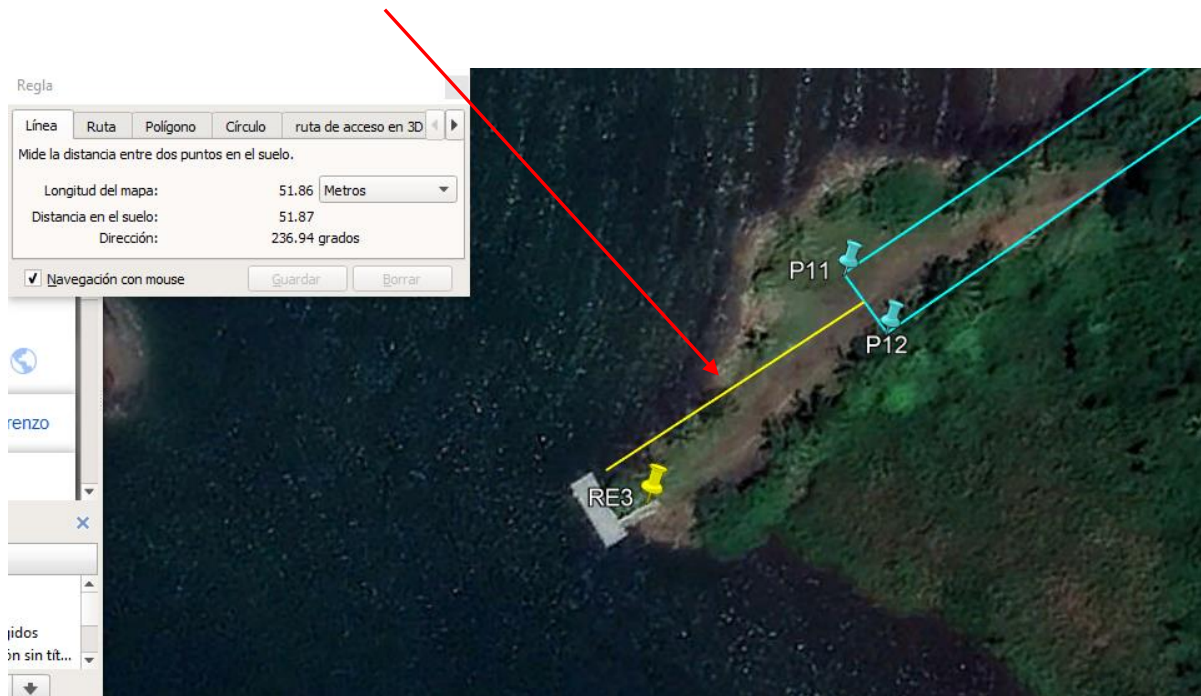 Regla
Línea Ruta Polígono Círculo ruta de acceso en 3D
Mide la distancia entre dos puntos en el suelo.
Longitud del mapa: 51.86 Metros
Distancia en el suelo: 51.87
Dirección: 236.94 grados
Navegación con mouse Guardar Borrar
P11
P12
renzo
RE3
jidos
ón sin tít...